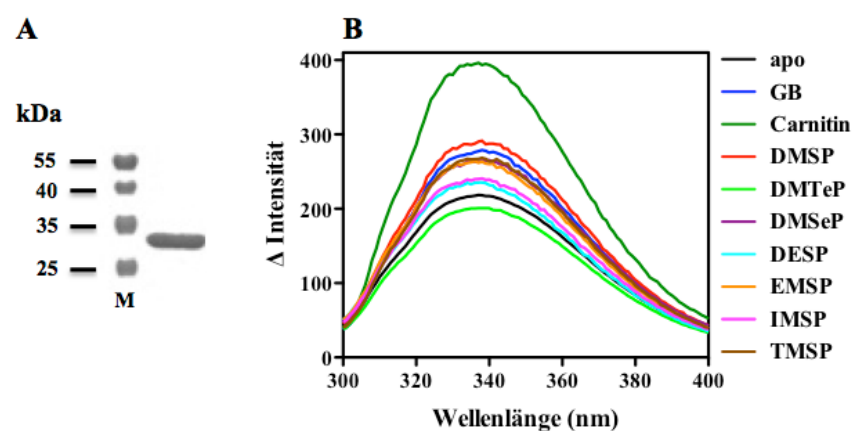 A
kDa
55
40
35
25
M
B
Δ Intensität
400
300
200
100
0
300 320 340 360 380 400
Wellenlänge (nm)
apo
GB
Carnitin
DMSP
DMTeP
DMSeP
DESP
EMSP
IMSP
TMSP